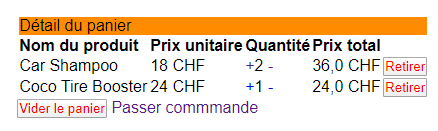 Détail du panier
Nom du produit Prix unitaire Quantité Prix total
Car Shampoo 18 CHF +2 - 36,0 CHF Retirer
Coco Tire Booster 24 CHF +1 - 24,0 CHF Retirer
Vider le panier Passer commmande